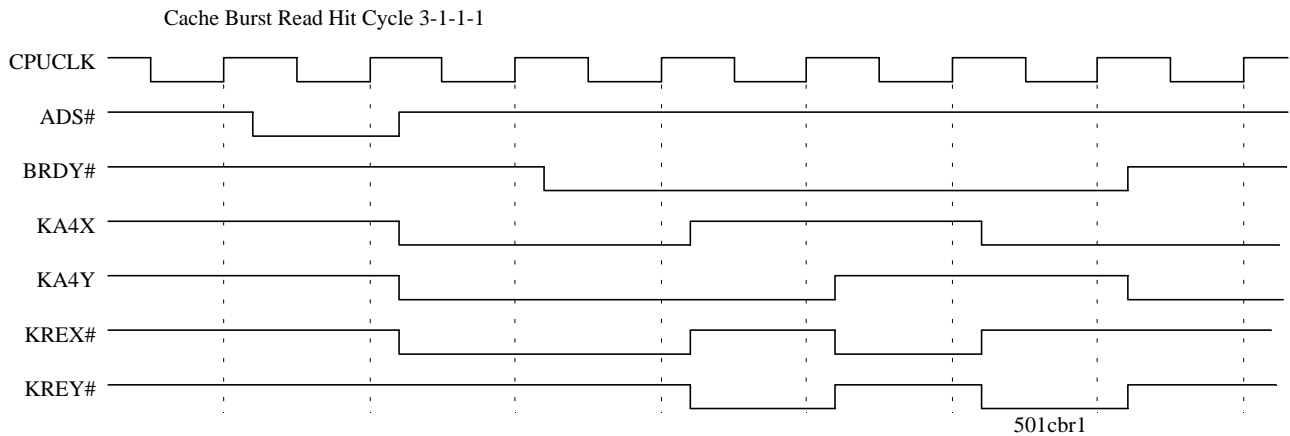 Cache Burst Read Hit Cycle 3-1-1-1
CPUCLK
ADS#
BRDY#
KA4X
KA4Y
KREX#
KREY#
501cbr1